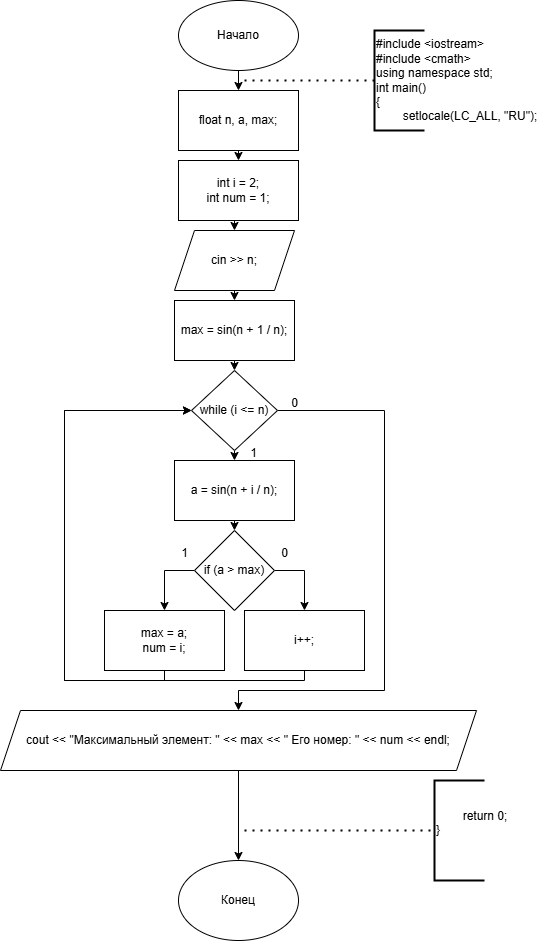 Начало
#include <iostream>
#include <cmath>
using namespace std;
int main()
{
setlocale(LC_ALL, "RU");
float n, a, max;
int i = 2;
int num = 1;
cin >> n;
max = sin(n + 1 / n);
while (i <= n)
0
1
a = sin(n + i / n);
if (a > max)
1
0
max = a;
num = i;
i++;
cout << "Максимальный элемент: " << max << " Его номер: " << num << endl;
return 0;
}
Конец